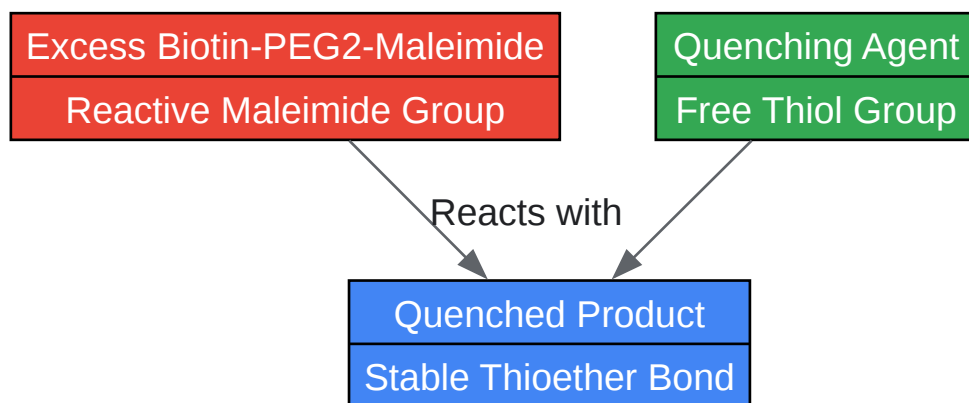 Excess Biotin-PEG2-Maleimide
Reactive Maleimide Group
Quenching Agent
Free Thiol Group
Reacts with
Quenched Product
Stable Thioether Bond